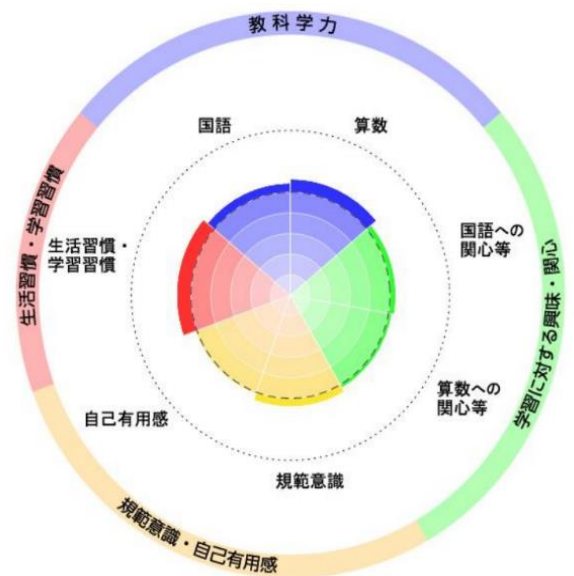 教科学力
国語
算数
生活習慣・学習習慣
生活習慣・
学習習慣
国語への
関心等
学習に対する興味・関心
算数への
関心等
自己有用感
規範意識
規範意識・自己有用感